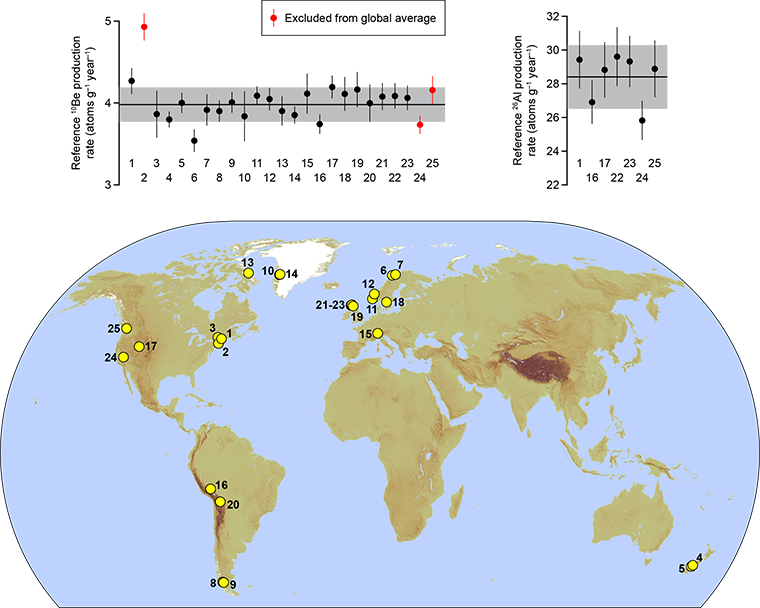 Excluded from global average
Reference ¹⁰Be production
rate (atoms g⁻¹ year⁻¹)
5
4
3
1 3 5 7 9 11 13 15 17 19 21 23 25
2 4 6 8 10 12 14 16 18 20 22 24
Reference ²⁶Al production
rate (atoms g⁻¹ year⁻¹)
32
30
28
26
24
22
1 17 23 25
16 22 24
13
10 14
6 7
12
21-23 18
19 11
25 3 1
15
17 2
24
16
20
4
5
8 9